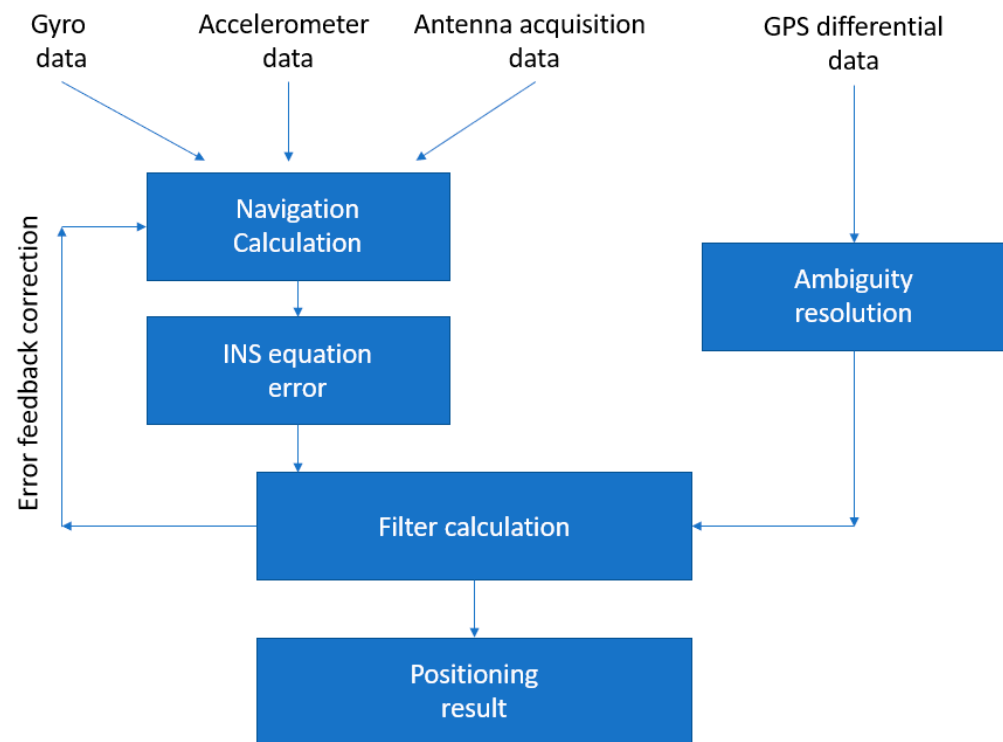 Gyro
data
Accelerometer
data
Antenna acquisition
data
GPS differential
data
Navigation
Calculation
Ambiguity
resolution
INS equation
error
Error feedback correction
Filter calculation
Positioning
result